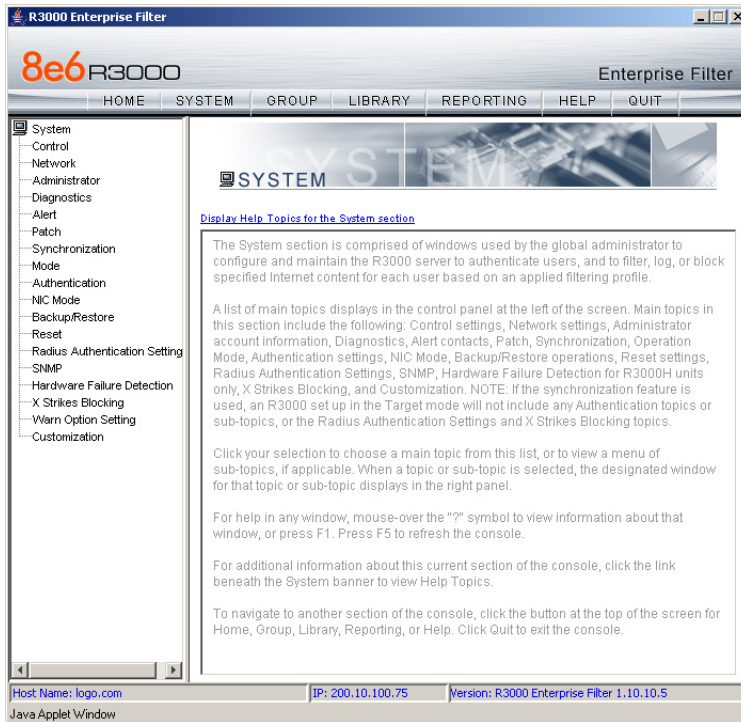 R3000 Enterprise Filter
8e6 R3000
Enterprise Filter
HOME SYSTEM GROUP LIBRARY REPORTING HELP QUIT
System
Control
Network
Administrator
Diagnostics
Alert
Patch
Synchronization
Mode
Authentication
NIC Mode
Backup/Restore
Reset
Radius Authentication Setting
SNMP
Hardware Failure Detection
X Strikes Blocking
Warn Option Setting
Customization
SYSTEM
SYSTEM
Display Help Topics for the System section
The System section is comprised of windows used by the global administrator to
configure and maintain the R3000 server to authenticate users, and to filter, log, or block
specified Internet content for each user based on an applied filtering profile.
A list of main topics displays in the control panel at the left of the screen. Main topics in
this section include the following: Control settings, Network settings, Administrator
account information, Diagnostics, Alert contacts, Patch, Synchronization, Operation
Mode, Authentication settings, NIC Mode, Backup/Restore operations, Reset settings,
Radius Authentication Settings, SNMP, Hardware Failure Detection for R3000H units
only, X Strikes Blocking, and Customization. NOTE: If the synchronization feature is
used, an R3000 set up in the Target mode will not include any Authentication topics or
sub-topics, or the Radius Authentication Settings and X Strikes Blocking topics.
Click your selection to choose a main topic from this list, or to view a menu of
sub-topics, if applicable. When a topic or sub-topic is selected, the designated window
for that topic or sub-topic displays in the right panel.
For help in any window, mouse-over the "?" symbol to view information about that
window, or press F1. Press F5 to refresh the console.
For additional information about this current section of the console, click the link
beneath the System banner to view Help Topics.
To navigate to another section of the console, click the button at the top of the screen for
Home, Group, Library, Reporting, or Help. Click Quit to exit the console.
Host Name: logo.com
IP: 200.10.100.75
Version: R3000 Enterprise Filter 1.10.10.5
Java Applet Window